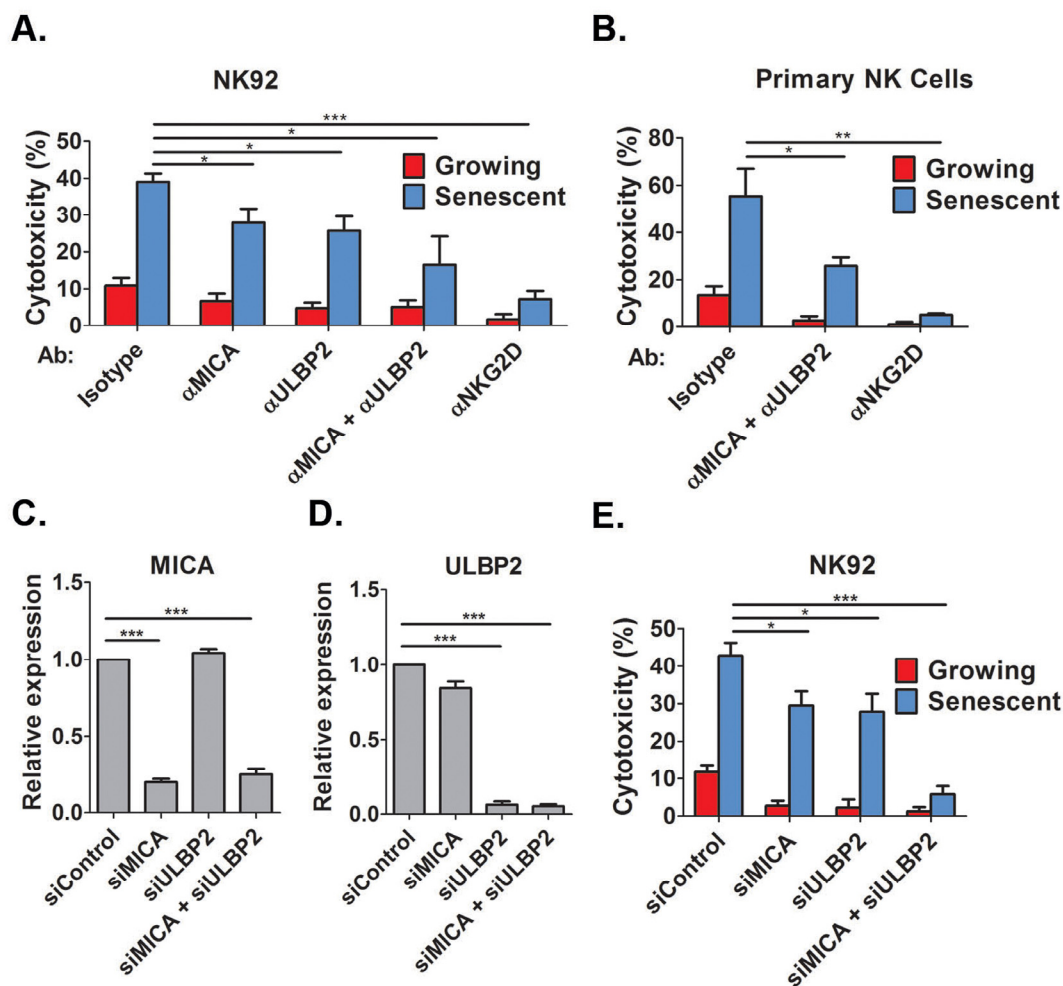 A.
NK92
***
*
*
*
Cytotoxicity (%)
50
40
30
20
10
0
Growing
Senescent
Ab:
Isotype
αMICA
αULBP2
αMICA + αULBP2
αNKG2D
B.
Primary NK Cells
**
*
Cytotoxicity (%)
80
60
40
20
0
Growing
Senescent
Ab:
Isotype
αMICA + αULBP2
αNKG2D
C.
MICA
***
***
Relative expression
1.5
1.0
0.5
0.0
siControl
siMICA
siULBP2
siMICA + siULBP2
D.
ULBP2
***
***
Relative expression
1.5
1.0
0.5
0.0
siControl
siMICA
siULBP2
siMICA + siULBP2
E.
NK92
***
*
*
Cytotoxicity (%)
50
40
30
20
10
0
Growing
Senescent
siControl
siMICA
siULBP2
siMICA + siULBP2